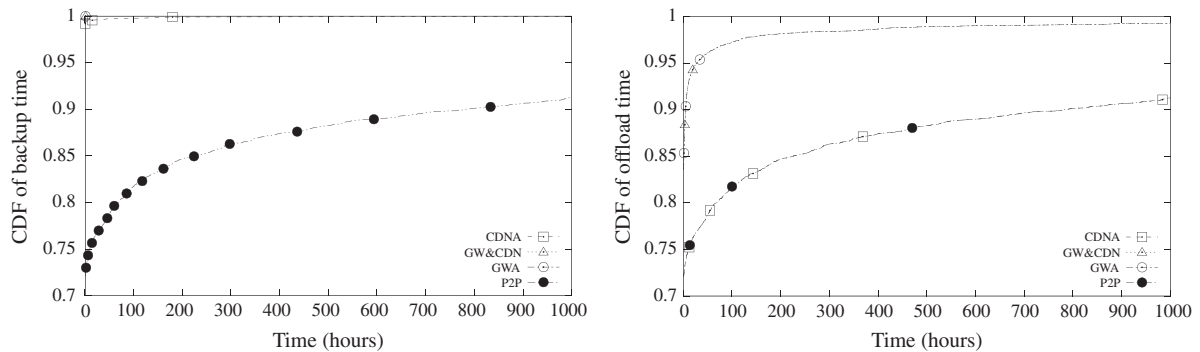 CDF of backup time
1
0.95
0.9
0.85
0.8
0.75
0.7
0 100 200 300 400 500 600 700 800 900 1000
Time (hours)
CDNA
GW&CDN
GWA
P2P
CDF of offload time
1
0.95
0.9
0.85
0.8
0.75
0.7
0 100 200 300 400 500 600 700 800 900 1000
Time (hours)
CDNA
GW&CDN
GWA
P2P